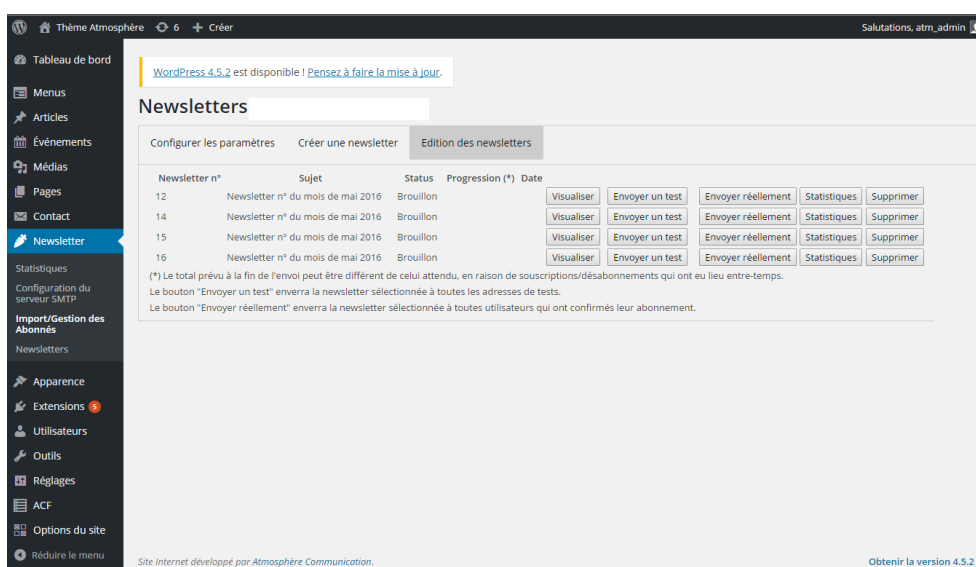 Thème Atmosphère 6 + Créer Salutations, atm_admin
Tableau de bord
Menus
Articles
Événements
Médias
Pages
Contact
Newsletter
Statistiques
Configuration du
serveur SMTP
Import/Gestion des
Abonnés
Newsletters
Apparence
Extensions 5
Utilisateurs
Outils
Réglages
ACF
Options du site
Réduire le menu
WordPress 4.5.2 est disponible ! Pensez à faire la mise à jour.
Newsletters
Configurer les paramètres Créer une newsletter Edition des newsletters
Newsletter n° Sujet Status Progression (*) Date
12 Newsletter n° du mois de mai 2016 Brouillon Visualiser Envoyer un test Envoyer réellement Statistiques Supprimer
14 Newsletter n° du mois de mai 2016 Brouillon Visualiser Envoyer un test Envoyer réellement Statistiques Supprimer
15 Newsletter n° du mois de mai 2016 Brouillon Visualiser Envoyer un test Envoyer réellement Statistiques Supprimer
16 Newsletter n° du mois de mai 2016 Brouillon Visualiser Envoyer un test Envoyer réellement Statistiques Supprimer
(*) Le total prévu à la fin de l'envoi peut être différent de celui attendu, en raison de souscriptions/désabonnements qui ont eu lieu entre-temps.
Le bouton "Envoyer un test" enverra la newsletter sélectionnée à toutes les adresses de tests.
Le bouton "Envoyer réellement" enverra la newsletter sélectionnée à toutes utilisateurs qui ont confirmés leur abonnement.
Site Internet développé par Atmosphère Communication. Obtenir la version 4.5.2